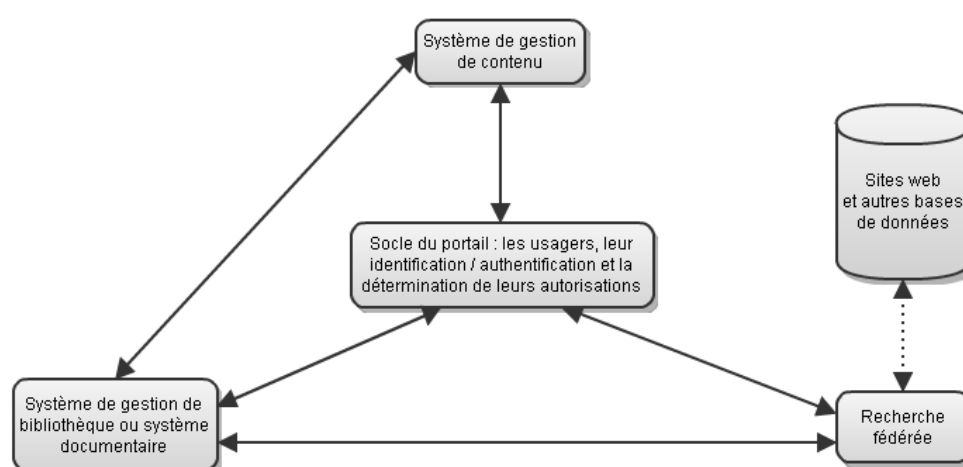 Système de gestion
de contenu
Sites web
et autres bases
de données
Socle du portail : les usagers, leur
identification / authentification et la
détermination de leurs autorisations
Système de gestion de
bibliothèque ou système
documentaire
Recherche
fédérée